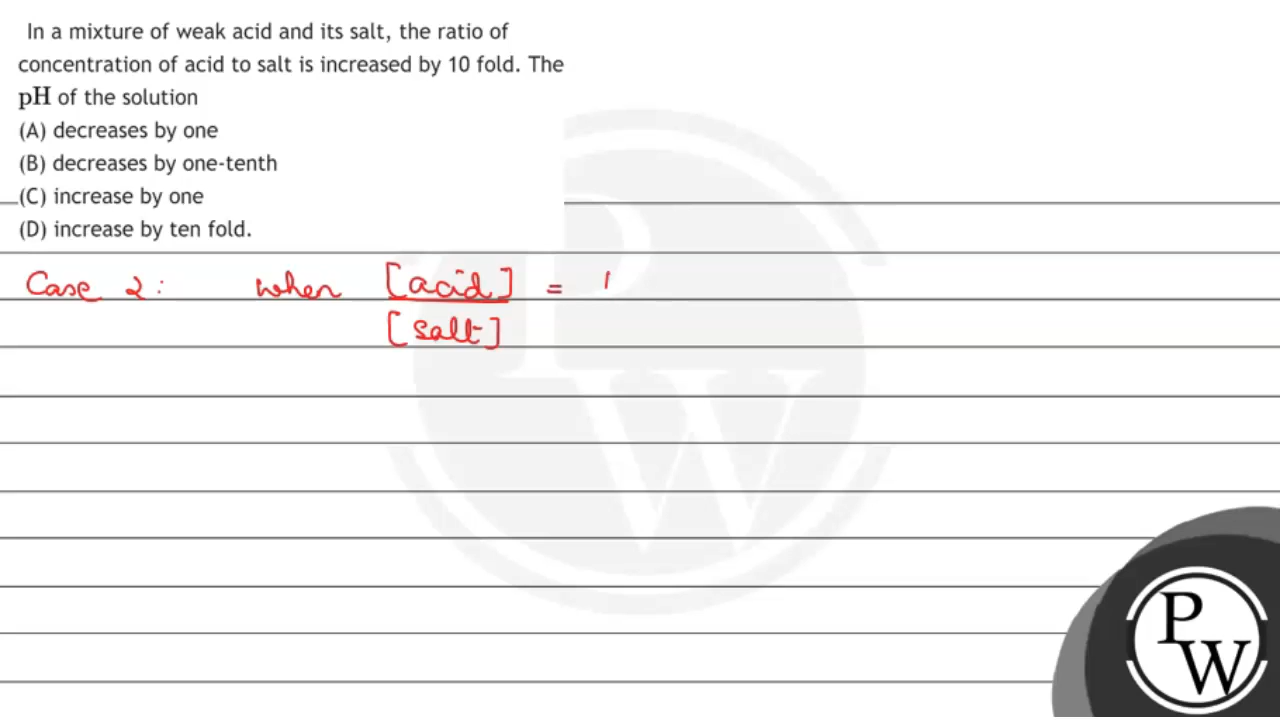 In a mixture of weak acid and its salt, the ratio of
concentration of acid to salt is increased by 10 fold. The
pH of the solution
(A) decreases by one
(B) decreases by one-tenth
(C) increase by one
(D) increase by ten fold.
Case 2: when [acid] = 1
[salt]
P
W
P
W